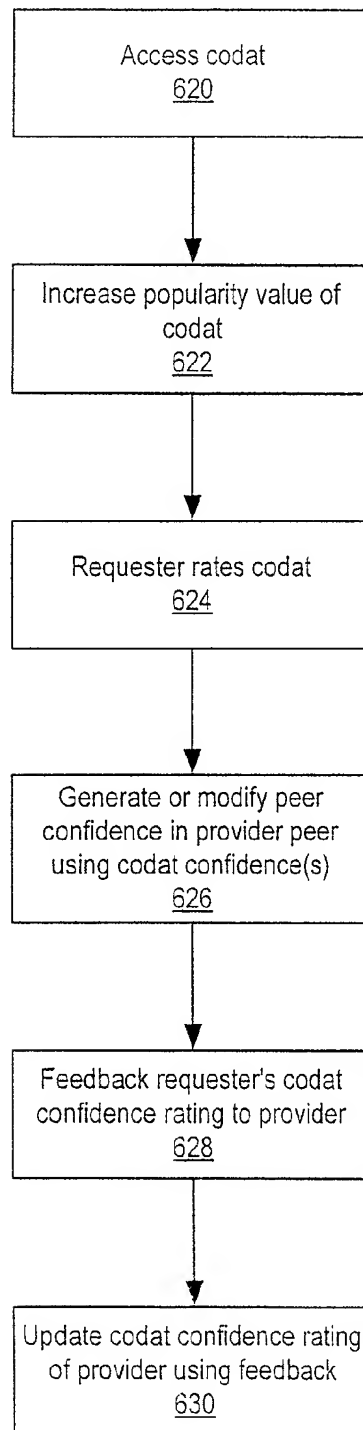 Access codat
620
Increase popularity value of
codat
622
Requester rates codat
624
Generate or modify peer
confidence in provider peer
using codat confidence(s)
626
Feedback requester's codat
confidence rating to provider
628
Update codat confidence rating
of provider using feedback
630